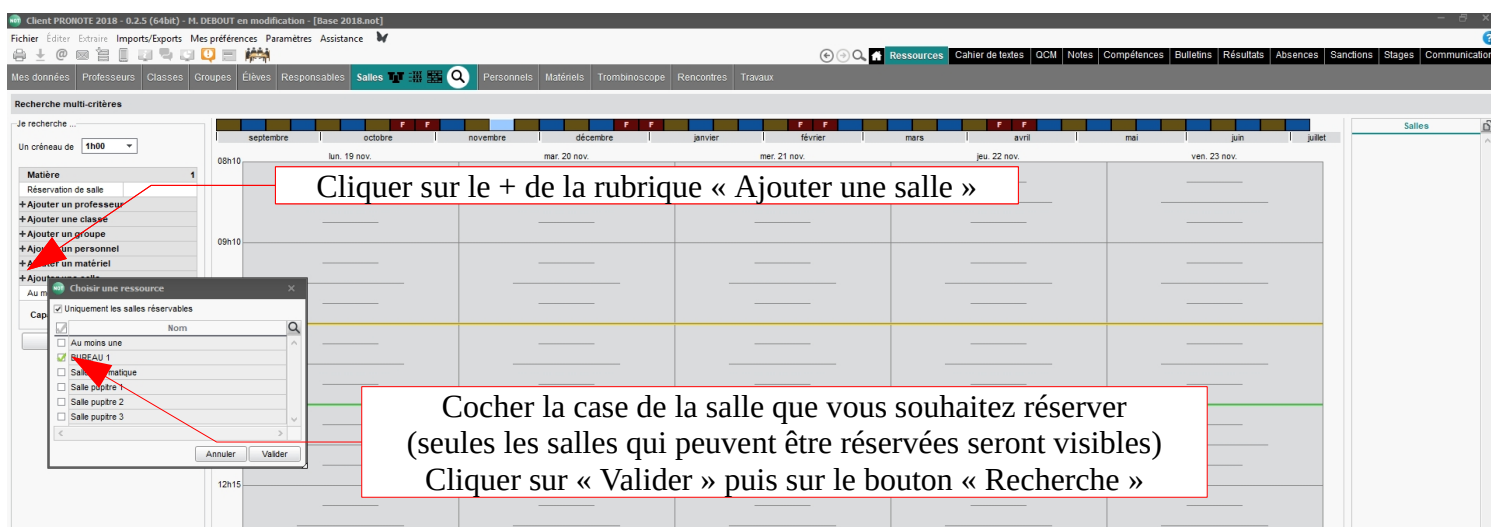 Client PRONOTE 2018 - 0.2.5 (64bit) - M. DEBOUT en modification - [Base 2018.not]
Fichier Éditer Extraire Imports/Exports Mes préférences Paramètres Assistance
Ressources Cahier de textes QCM Notes Compétences Bulletins Résultats Absences Sanctions Stages Communication
Mes données Professeurs Classes Groupes Élèves Responsables Salles Personnels Matériels Trombinoscope Rencontres Travaux
Recherche multi-critères
Je recherche ...
Un créneau de 1h00
Matière 1
Réservation de salle
+Ajouter un professeur
+Ajouter une classe
+Ajouter un groupe
+Ajouter un personnel
un matériel
+Ajouter
Au m
Cap
F F F F F F F F
septembre octobre novembre décembre janvier février mars avril mai juin juillet
lun. 19 nov. mar. 20 nov. mer. 21 nov. jeu. 22 nov. ven. 23 nov.
08h10
09h10
12h15
Salles
Cliquer sur le + de la rubrique « Ajouter une salle »
Choisir une ressource
Uniquement les salles réservables
Nom
Au moins une
BUREAU 1
Salle pupitre 1
Salle pupitre 2
Salle pupitre 3
Annuler Valider
Cocher la case de la salle que vous souhaitez réserver
(seules les salles qui peuvent être réservées seront visibles)
Cliquer sur « Valider » puis sur le bouton « Recherche »